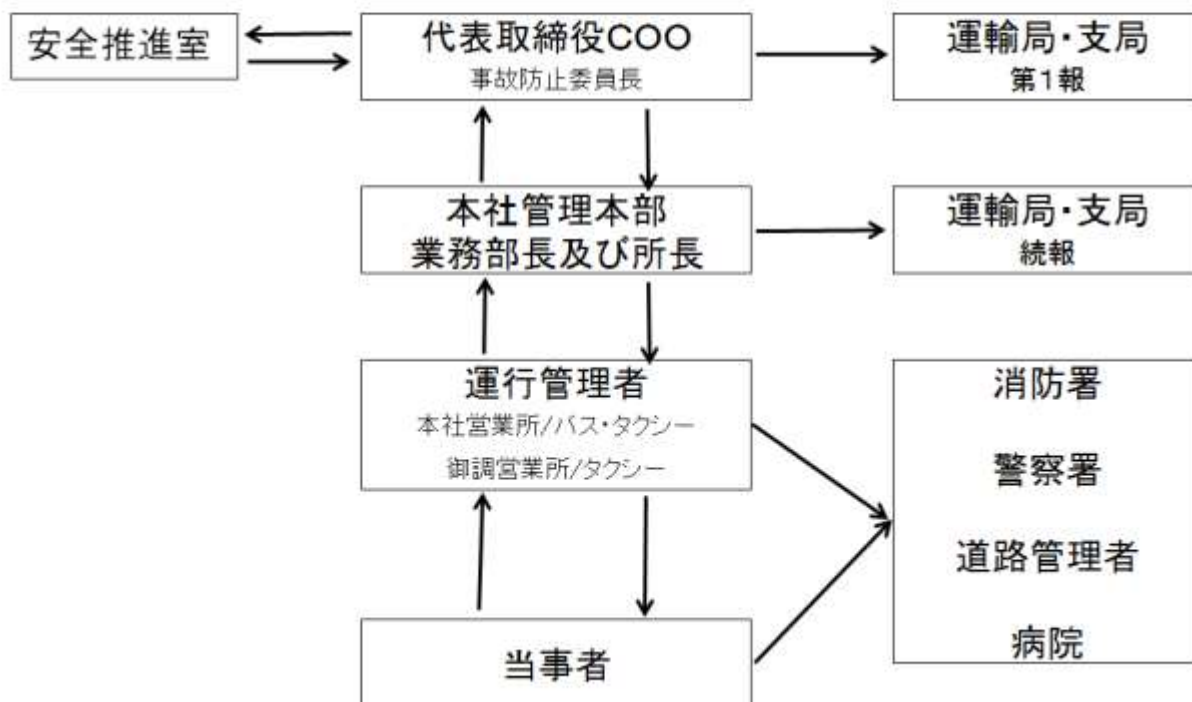 安全推進室
代表取締役COO
事故防止委員長
運輸局・支局
第1報
本社管理本部
業務部長及び所長
運輸局・支局
続報
運行管理者
本社営業所/バス・タクシー
御調営業所/タクシー
消防署
警察署
道路管理者
病院
当事者